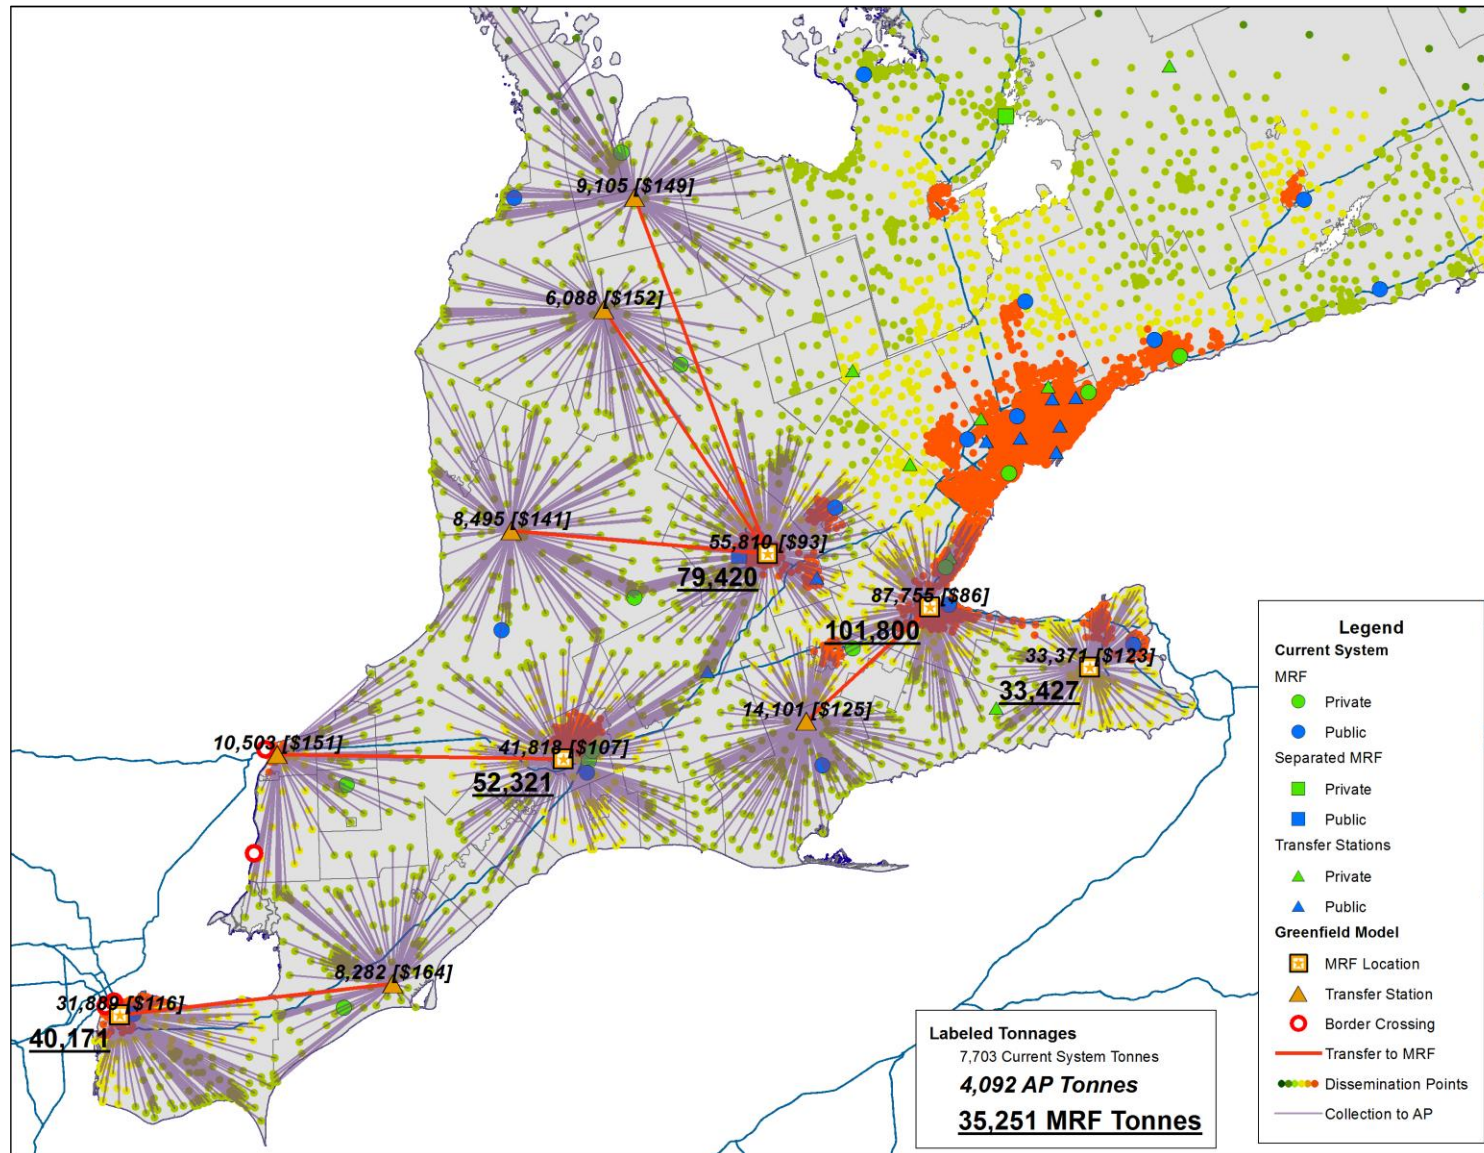 9,105 [$149]
6,088 [$152]
8,495 [$141]
55,810 [$93]
79,420
87,755 [$86]
101,800
33,371 [$123]
33,427
14,101 [$125]
10,503 [$151]
41,818 [$107]
52,321
8,282 [$164]
31,889 [$116]
40,171
Labeled Tonnages
7,703 Current System Tonnes
4,092 AP Tonnes
35,251 MRF Tonnes
Legend
Current System
MRF
Private
Public
Separated MRF
Private
Public
Transfer Stations
Private
Public
Greenfield Model
MRF Location
Transfer Station
Border Crossing
Transfer to MRF
Dissemination Points
Collection to AP